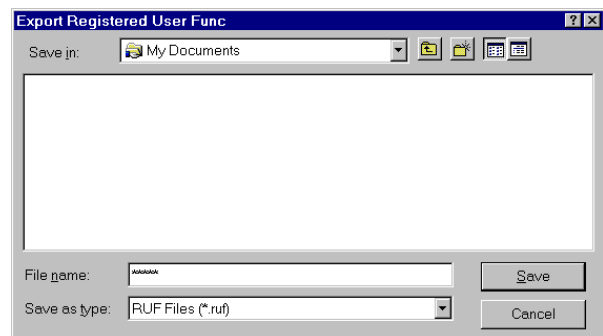 Export Registered User Func
Save in: My Documents
File name: ******
Save as type: RUF Files (*.ruf)
Save
Cancel